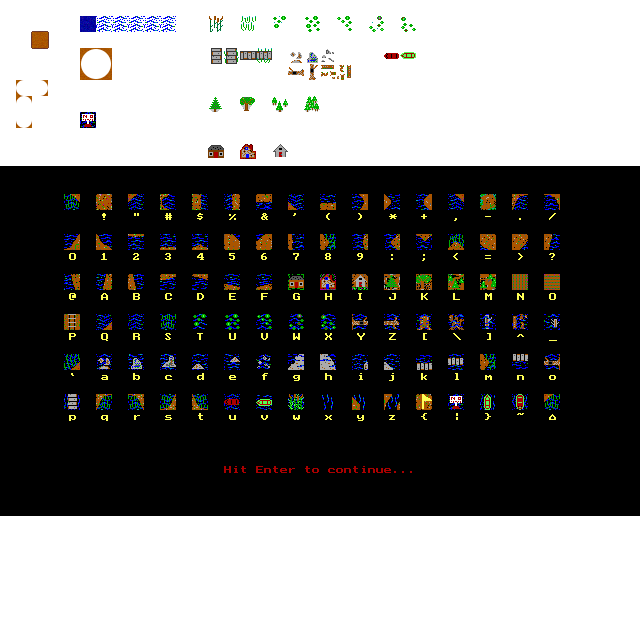 ! " # $ % & ' ( ) * + , - . /
0 1 2 3 4 5 6 7 8 9 : ; < = > ?
@ A B C D E F G H I J K L M N O
P Q R S T U V W X Y Z [ \ ] ^ _
` a b c d e f g h i j k l m n o
p q r s t u v w x y z { ¦ } ~ Δ
Hit Enter to continue...